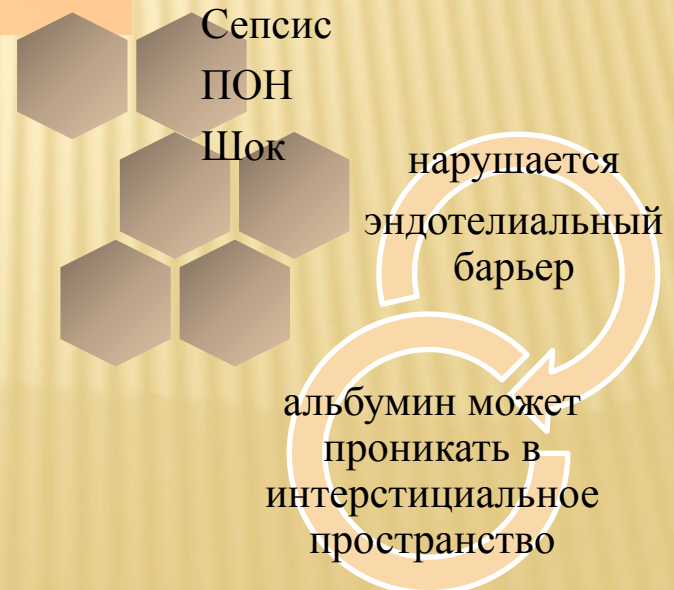 Сепсис
ПОН
Шок
нарушается
эндотелиальный
барьер
альбумин может
проникать в
интерстициальное
пространство